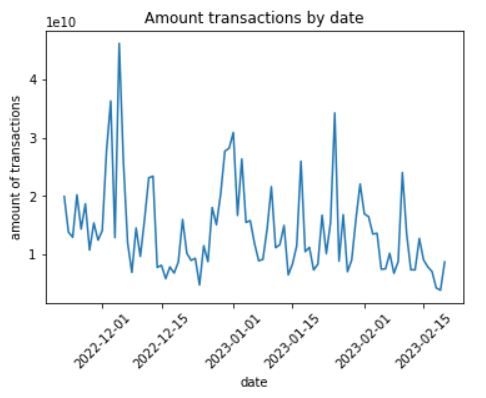 Amount transactions by date
1e10
4
3
2
1
amount of transactions
2022-12-01
2022-12-15
2023-01-01
2023-01-15
2023-02-01
2023-02-15
date